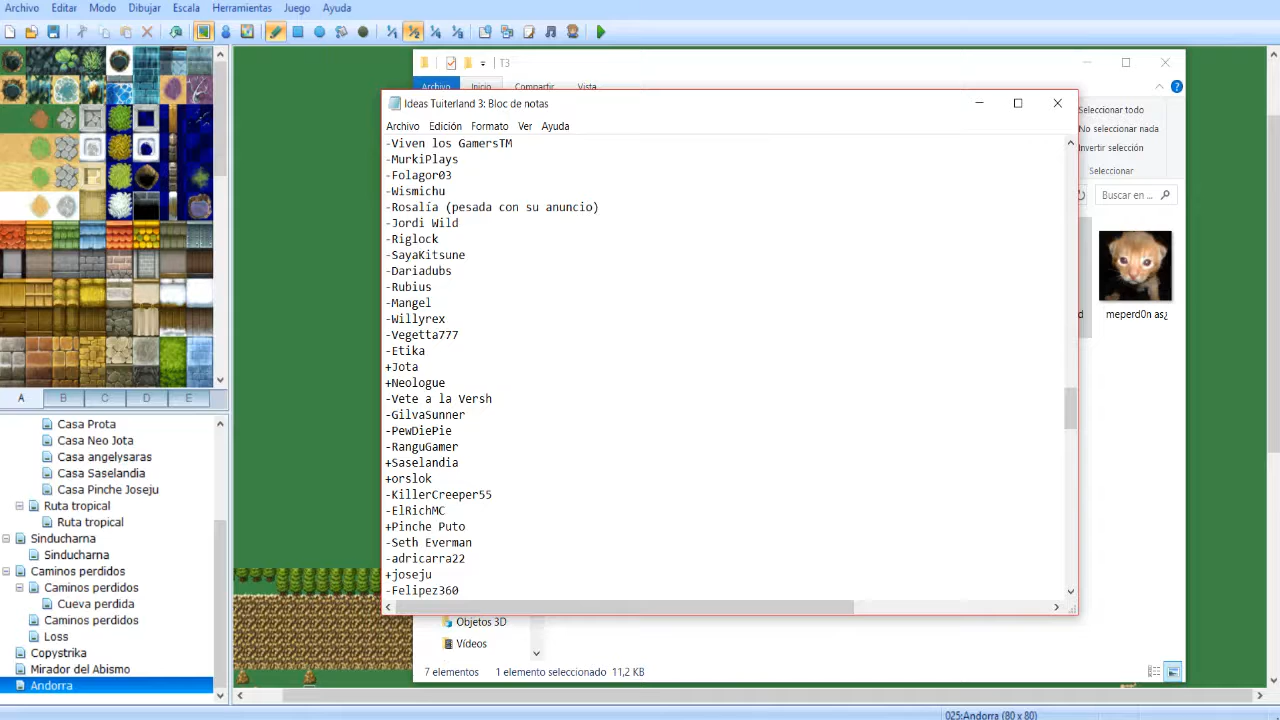 Archivo Editar Modo Dibujar Escala Herramientas Juego Ayuda
T3
Archivo Inicio Compartir Vista
Ideas Tuiterland 3: Bloc de notas
Archivo Edición Formato Ver Ayuda
-Viven los GamersTM
-MurkiPlays
-Folagor03
-Wismichu
-Rosalía (pesada con su anuncio)
-Jordi Wild
-Riglock
-SayaKitsune
-Dariadubs
-Rubius
-Mangel
-Willyrex
-Vegetta777
-Etika
+Jota
+Neologue
-Vete a la Versh
-GilvaSunner
-PewDiePie
-RanguGamer
+Saselandia
+orslok
-KillerCreeper55
-ElRichMC
+Pinche Puto
-Seth Everman
-adricarra22
+joseju
-Felipez360
Seleccionar todo
No seleccionar nada
Invertir selección
Seleccionar
Buscar en ...
d
meperd0n as¿
A B C D E
Casa Prota
Casa Neo Jota
Casa angelysaras
Casa Saselandia
Casa Pinche Joseju
Ruta tropical
Ruta tropical
Sinducharna
Sinducharna
Caminos perdidos
Caminos perdidos
Cueva perdida
Caminos perdidos
Loss
Copystrika
Mirador del Abismo
Andorra
Objetos 3D
Vídeos
7 elementos 1 elemento seleccionado 11,2 KB
025:Andorra (80 x 80)